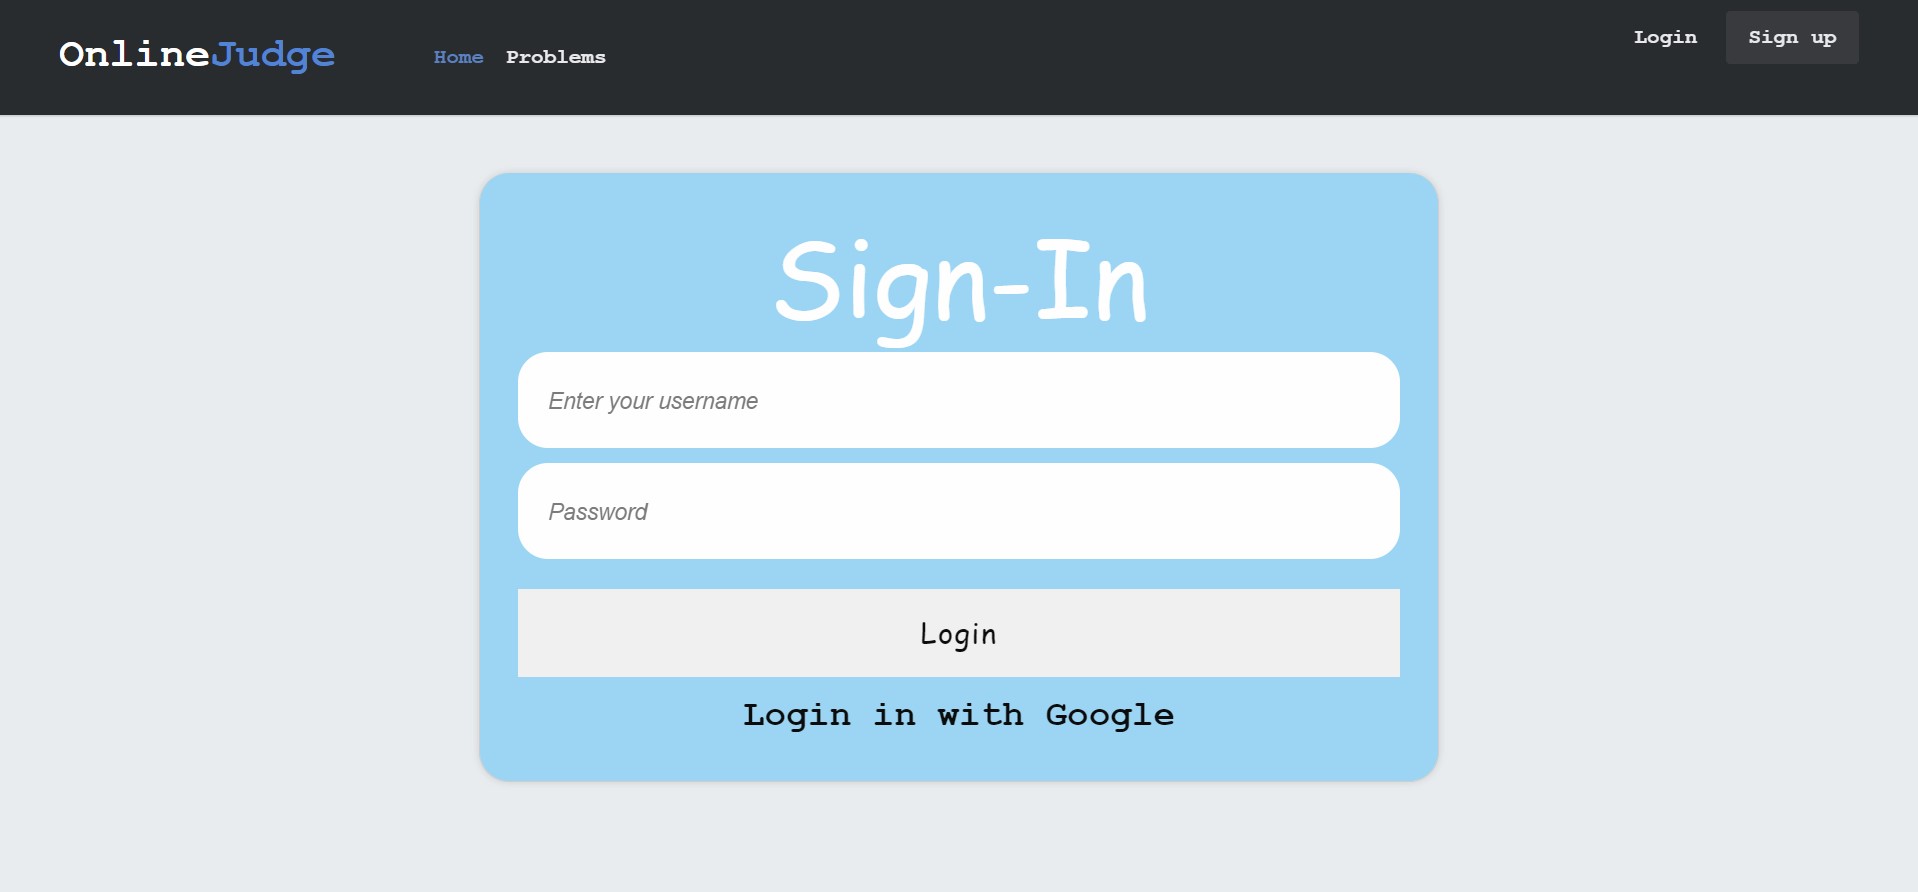 OnlineJudge
Home Problems
Login Sign up
Sign-In
Enter your username
Password
Login
Login in with Google